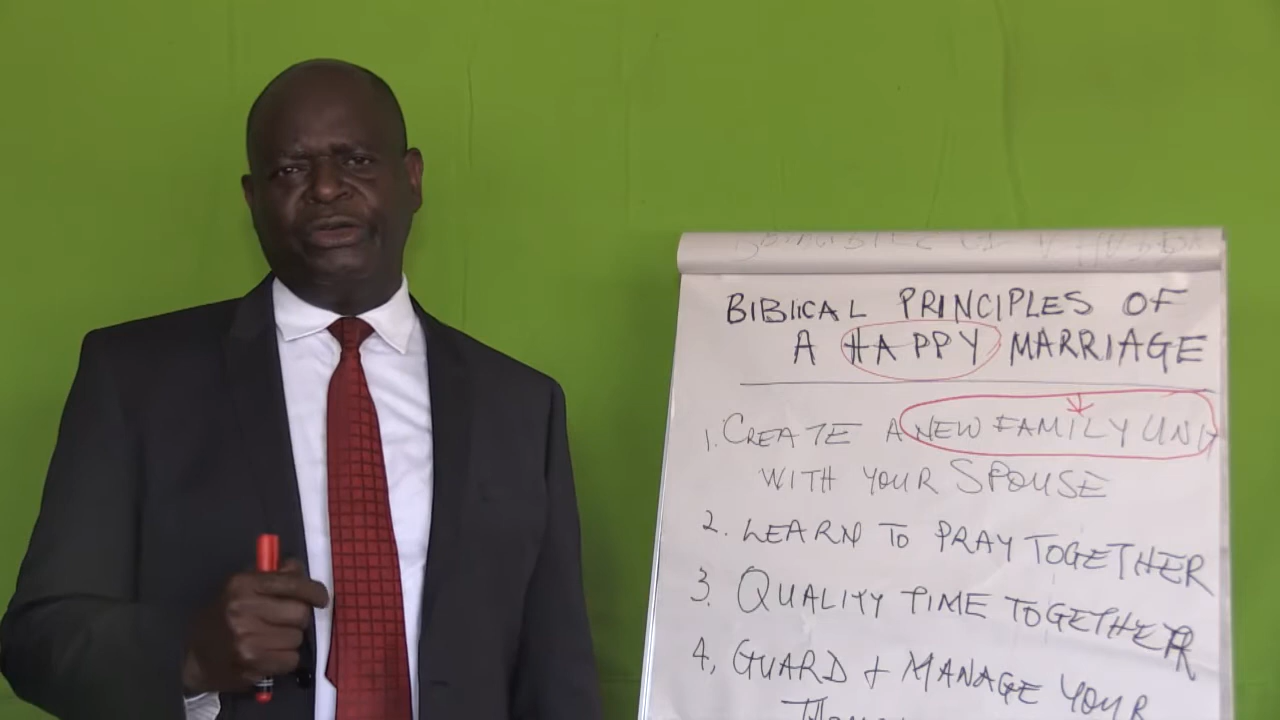 BIBLICAL PRINCIPLES OF
A HAPPY MARRIAGE
1. CREATE A NEW FAMILY UNIT
WITH YOUR SPOUSE
2. LEARN TO PRAY TOGETHER
3. QUALITY TIME TOGETHER
4, GUARD + MANAGE YOUR